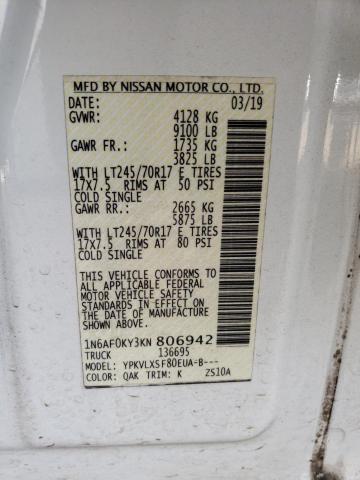 MFD BY NISSAN MOTOR CO., LTD.
DATE: 03/19
GVWR: 4128 KG
9100 LB
GAWR FR.: 1735 KG
3825 LB
WITH LT245/70R17 E TIRES
17X7.5 RIMS AT 50 PSI
COLD SINGLE
GAWR RR.: 2665 KG
5875 LB
WITH LT245/70R17 E TIRES
17X7.5 RIMS AT 80 PSI
COLD SINGLE
THIS VEHICLE CONFORMS TO
ALL APPLICABLE FEDERAL
MOTOR VEHICLE SAFETY
STANDARDS IN EFFECT ON
THE DATE OF MANUFACTURE
SHOWN ABOVE.
1N6AF0KY3KN 806942
TRUCK 136695
MODEL: YPKVLXSF80EUA-B---
COLOR: QAK TRIM: K ZS10A